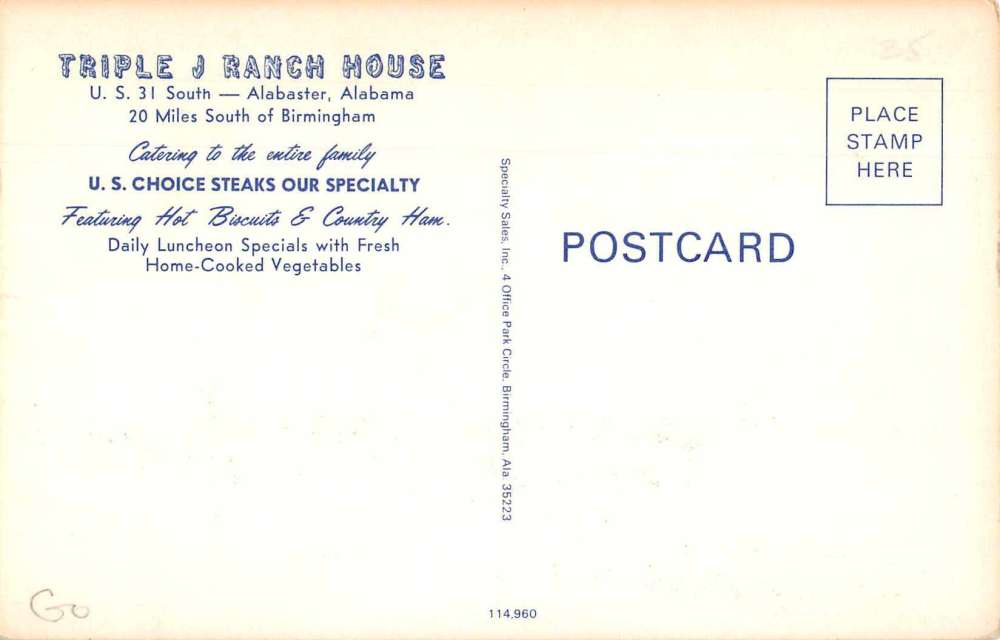 TRIPLE J RANCH HOUSE
U. S. 31 South — Alabaster, Alabama
20 Miles South of Birmingham
Catering to the entire family
U. S. CHOICE STEAKS OUR SPECIALTY
Featuring Hot Biscuits & Country Ham.
Daily Luncheon Specials with Fresh
Home-Cooked Vegetables
Specialty Sales, Inc., 4 Office Park Circle, Birmingham, Ala. 35223
35
PLACE
STAMP
HERE
POSTCARD
Go
114,960